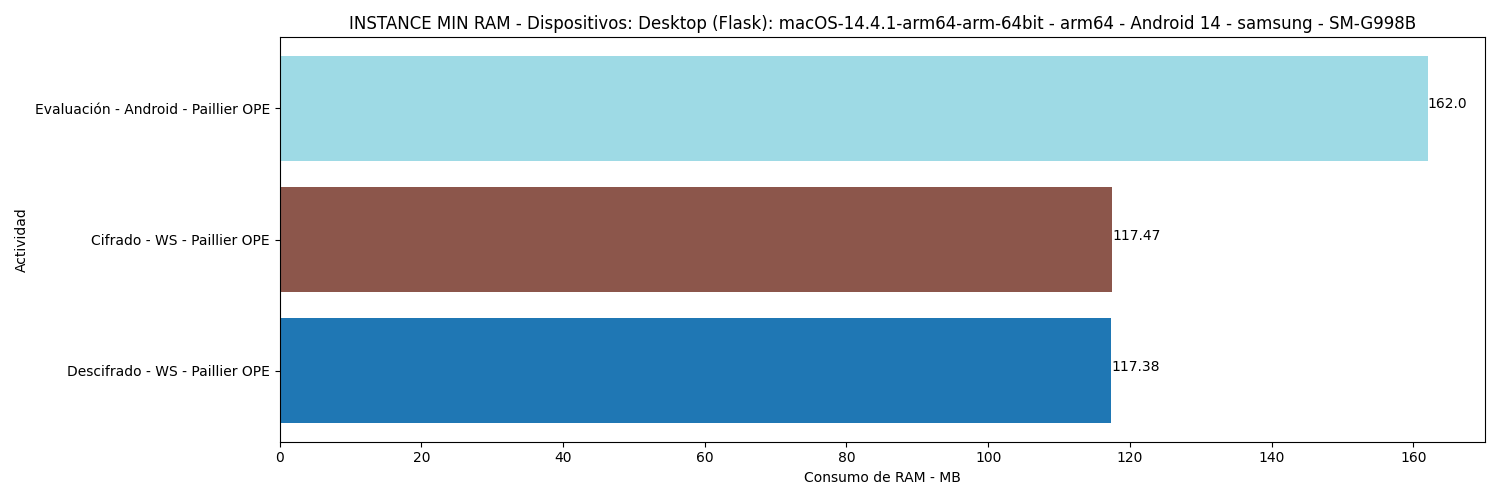 INSTANCE MIN RAM - Dispositivos: Desktop (Flask): macOS-14.4.1-arm64-arm-64bit - arm64 - Android 14 - samsung - SM-G998B
Actividad
Evaluación - Android - Paillier OPE
162.0
Cifrado - WS - Paillier OPE
117.47
Descifrado - WS - Paillier OPE
117.38
0 20 40 60 80 100 120 140 160
Consumo de RAM - MB